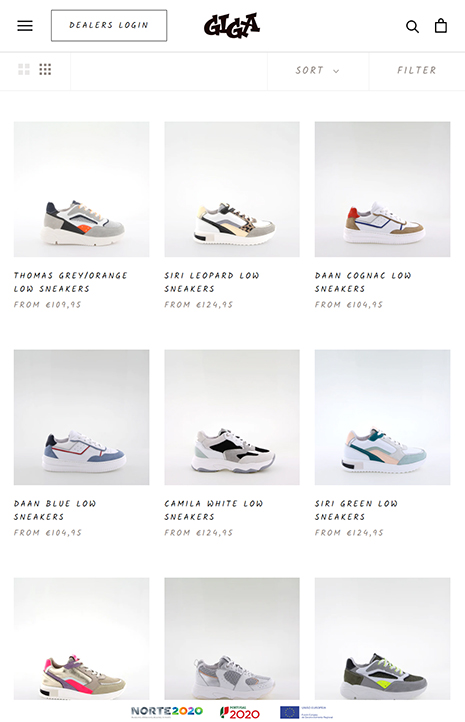 DEALERS LOGIN
GIGA
SORT
FILTER
THOMAS GREY/ORANGE
LOW SNEAKERS
FROM €109,95
SIRI LEOPARD LOW
SNEAKERS
FROM €124,95
DAAN COGNAC LOW
SNEAKERS
FROM €104,95
DAAN BLUE LOW
SNEAKERS
FROM €104,95
CAMILA WHITE LOW
SNEAKERS
FROM €124,95
SIRI GREEN LOW
SNEAKERS
FROM €124,95
NORTE2020
PORTUGAL
2020
UNIÃO EUROPEIA